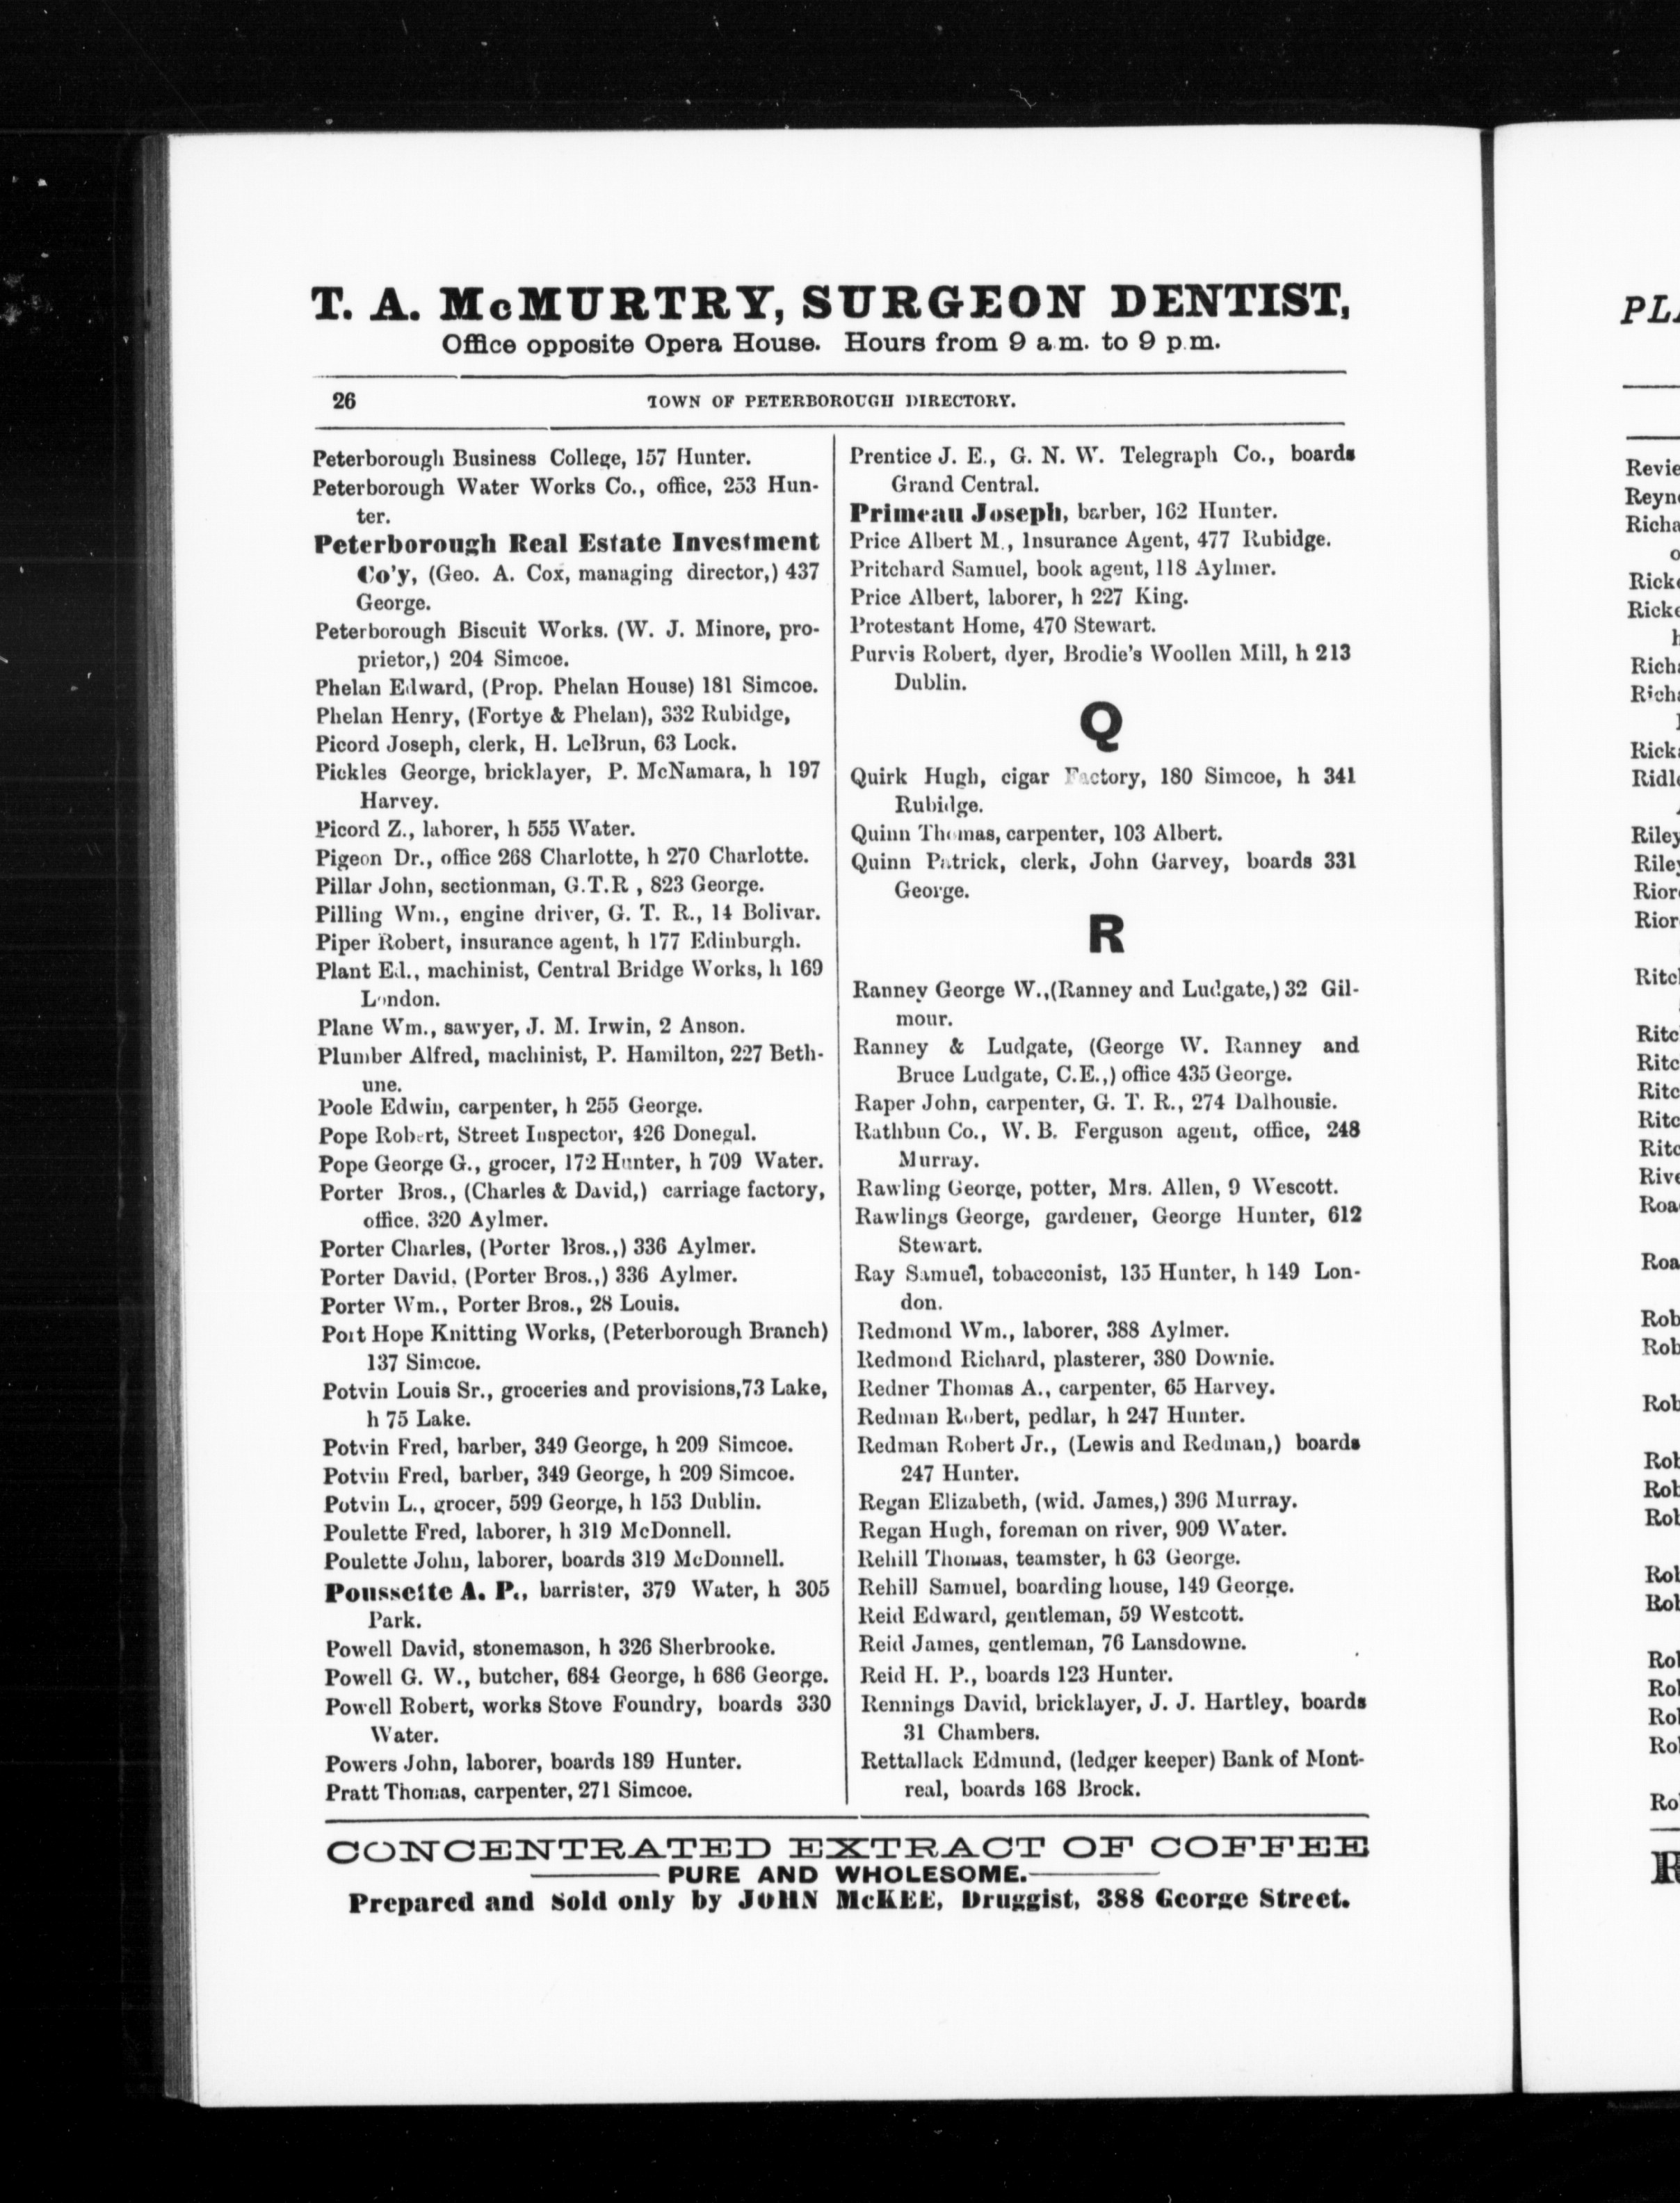 T. A. McMURTRY, SURGEON DENTIST,
Office opposite Opera House. Hours from 9 a.m. to 9 p.m.
26 TOWN OF PETERBOROUGH DIRECTORY.
Peterborough Business College, 157 Hunter.
Peterborough Water Works Co., office, 253 Hun-
ter.
Peterborough Real Estate Investment
Co'y, (Geo. A. Cox, managing director,) 437
George.
Peterborough Biscuit Works. (W. J. Minore, pro-
prietor,) 204 Simcoe.
Phelan Edward, (Prop. Phelan House) 181 Simcoe.
Phelan Henry, (Fortye & Phelan), 332 Rubidge,
Picord Joseph, clerk, H. LeBrun, 63 Lock.
Pickles George, bricklayer, P. McNamara, h 197
Harvey.
Picord Z., laborer, h 555 Water.
Pigeon Dr., office 268 Charlotte, h 270 Charlotte.
Pillar John, sectionman, G.T.R , 823 George.
Pilling Wm., engine driver, G. T. R., 14 Bolivar.
Piper Robert, insurance agent, h 177 Edinburgh.
Plant Ed., machinist, Central Bridge Works, h 169
London.
Plane Wm., sawyer, J. M. Irwin, 2 Anson.
Plumber Alfred, machinist, P. Hamilton, 227 Beth-
une.
Poole Edwin, carpenter, h 255 George.
Pope Robert, Street Inspector, 426 Donegal.
Pope George G., grocer, 172 Hunter, h 709 Water.
Porter Bros., (Charles & David,) carriage factory,
office. 320 Aylmer.
Porter Charles, (Porter Bros.,) 336 Aylmer.
Porter David. (Porter Bros.,) 336 Aylmer.
Porter Wm., Porter Bros., 28 Louis.
Port Hope Knitting Works, (Peterborough Branch)
137 Simcoe.
Potvin Louis Sr., groceries and provisions,73 Lake,
h 75 Lake.
Potvin Fred, barber, 349 George, h 209 Simcoe.
Potvin Fred, barber, 349 George, h 209 Simcoe.
Potvin L., grocer, 599 George, h 153 Dublin.
Poulette Fred, laborer, h 319 McDonnell.
Poulette John, laborer, boards 319 McDonnell.
Poussette A. P., barrister, 379 Water, h 305
Park.
Powell David, stonemason, h 326 Sherbrooke.
Powell G. W., butcher, 684 George, h 686 George.
Powell Robert, works Stove Foundry, boards 330
Water.
Powers John, laborer, boards 189 Hunter.
Pratt Thomas, carpenter, 271 Simcoe.
Prentice J. E., G. N. W. Telegraph Co., boards
Grand Central.
Primeau Joseph, barber, 162 Hunter.
Price Albert M., Insurance Agent, 477 Rubidge.
Pritchard Samuel, book agent, 118 Aylmer.
Price Albert, laborer, h 227 King.
Protestant Home, 470 Stewart.
Purvis Robert, dyer, Brodie's Woollen Mill, h 213
Dublin.
Q
Quirk Hugh, cigar Factory, 180 Simcoe, h 341
Rubidge.
Quinn Thomas, carpenter, 103 Albert.
Quinn Patrick, clerk, John Garvey, boards 331
George.
R
Ranney George W.,(Ranney and Ludgate,) 32 Gil-
mour.
Ranney & Ludgate, (George W. Ranney and
Bruce Ludgate, C.E.,) office 435 George.
Raper John, carpenter, G. T. R., 274 Dalhousie.
Rathbun Co., W. B. Ferguson agent, office, 248
Murray.
Rawling George, potter, Mrs. Allen, 9 Wescott.
Rawlings George, gardener, George Hunter, 612
Stewart.
Ray Samuel, tobacconist, 135 Hunter, h 149 Lon-
don.
Redmond Wm., laborer, 388 Aylmer.
Redmond Richard, plasterer, 380 Downie.
Redner Thomas A., carpenter, 65 Harvey.
Redman Robert, pedlar, h 247 Hunter.
Redman Robert Jr., (Lewis and Redman,) boards
247 Hunter.
Regan Elizabeth, (wid. James,) 396 Murray.
Regan Hugh, foreman on river, 909 Water.
Rehill Thomas, teamster, h 63 George.
Rehill Samuel, boarding house, 149 George.
Reid Edward, gentleman, 59 Westcott.
Reid James, gentleman, 76 Lansdowne.
Reid H. P., boards 123 Hunter.
Rennings David, bricklayer, J. J. Hartley, boards
31 Chambers.
Rettallack Edmund, (ledger keeper) Bank of Mont-
real, boards 168 Brock.
CONCENTRATED EXTRACT OF COFFEE
PURE AND WHOLESOME.
Prepared and Sold only by JOHN McKEE, Druggist, 388 George Street.